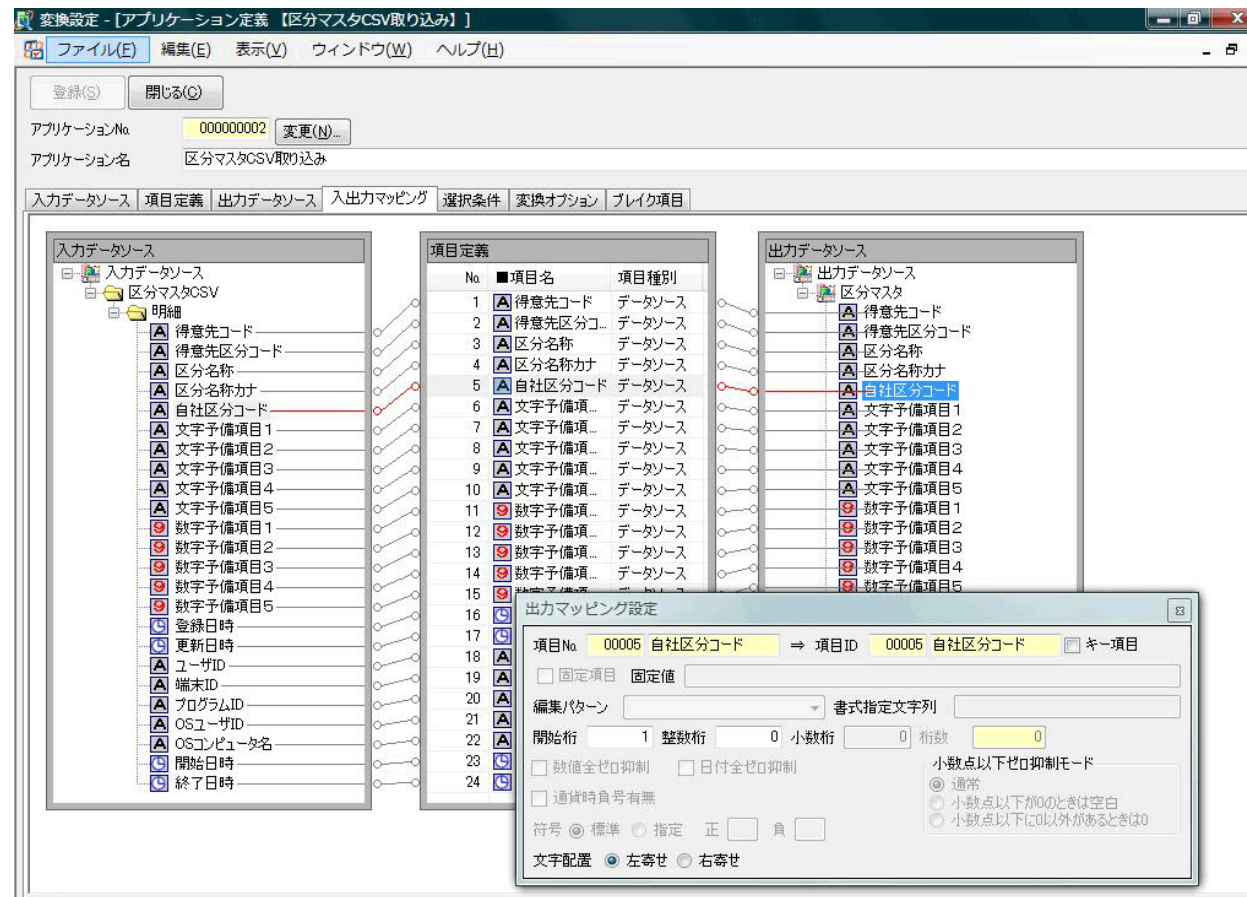 変換設定 - [アプリケーション定義 【区分マスタCSV取り込み】 ]
ファイル(F) 編集(E) 表示(V) ウィンドウ(W) ヘルプ(H)
登録(S) 閉じる(C)
アプリケーションNo. 000000002 変更(N)...
アプリケーション名 区分マスタCSV取り込み
入力データソース 項目定義 出力データソース 入出力マッピング 選択条件 変換オプション ブレイク項目
入力データソース
入力データソース
区分マスタCSV
明細
得意先コード
得意先区分コード
区分名称
区分名称カナ
自社区分コード
文字予備項目1
文字予備項目2
文字予備項目3
文字予備項目4
文字予備項目5
数字予備項目1
数字予備項目2
数字予備項目3
数字予備項目4
数字予備項目5
登録日時
更新日時
ユーザID
端末ID
プログラムID
OSユーザID
OSコンピュータ名
開始日時
終了日時
項目定義
No. ■項目名 項目種別
1 A 得意先コード データソース
2 A 得意先区分コ... データソース
3 A 区分名称 データソース
4 A 区分名称カナ データソース
5 A 自社区分コード データソース
6 A 文字予備項... データソース
7 A 文字予備項... データソース
8 A 文字予備項... データソース
9 A 文字予備項... データソース
10 A 文字予備項... データソース
11 9 数字予備項... データソース
12 9 数字予備項... データソース
13 9 数字予備項... データソース
14 9 数字予備項... データソース
15 9
16
17
18 A
19 A
20 A
21 A
22 A
23
24
出力データソース
出力データソース
区分マスタ
得意先コード
得意先区分コード
区分名称
区分名称カナ
自社区分コード
文字予備項目1
文字予備項目2
文字予備項目3
文字予備項目4
文字予備項目5
数字予備項目1
数字予備項目2
数字予備項目3
数字予備項目4
数字予備項目5
出力マッピング設定
項目No. 00005 自社区分コード ⇒ 項目ID 00005 自社区分コード キー項目
固定項目 固定値
編集パターン 書式指定文字列
開始桁 1 整数桁 0 小数桁 0 桁数 0
数値全ゼロ抑制 日付全ゼロ抑制
通貨時負号有無
符号 標準 指定 正 負
小数点以下ゼロ抑制モード
通常
小数点以下が0のときは空白
小数点以下に0以外があるときは0
文字配置 左寄せ 右寄せ